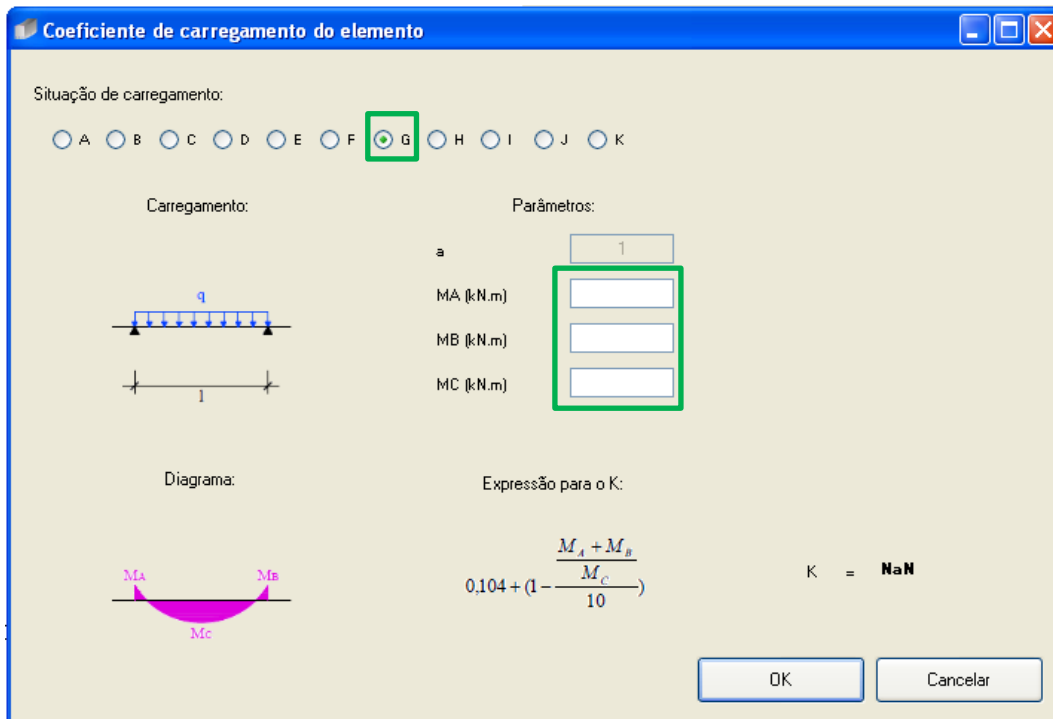 Coeficiente de carregamento do elemento
Situação de carregamento:
A B C D E F G H I J K
Carregamento:
Parâmetros:
a 1
MA (kN.m)
MB (kN.m)
MC (kN.m)
q
l
Diagrama:
Expressão para o K:
MA
MB
MC
0,104 + (1 - ((M_A + M_B) / M_C) / 10)
K = NaN
OK
Cancelar